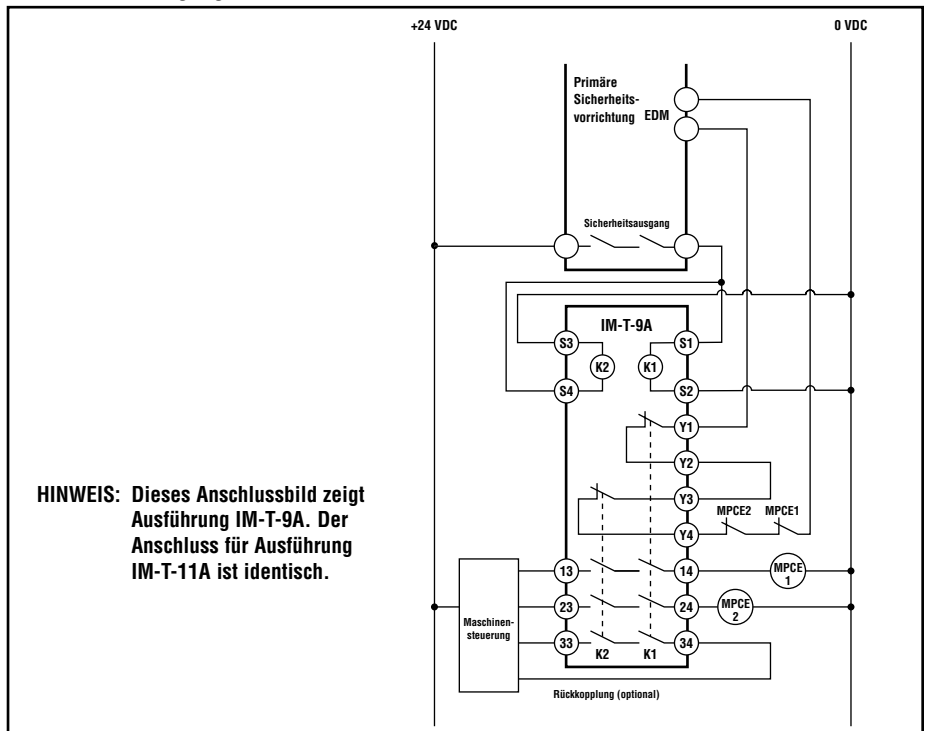 +24 VDC
0 VDC
Primäre
Sicherheits-
vorrichtung
EDM
Sicherheitsausgang
IM-T-9A
S3
S1
K2
K1
S4
S2
Y1
Y2
HINWEIS: Dieses Anschlussbild zeigt
Ausführung IM-T-9A. Der
Anschluss für Ausführung
IM-T-11A ist identisch.
Y3
MPCE2
MPCE1
Y4
13
14
MPCE
1
23
24
MPCE
2
Maschinen-
steuerung
33
34
K2
K1
Rückkopplung (optional)